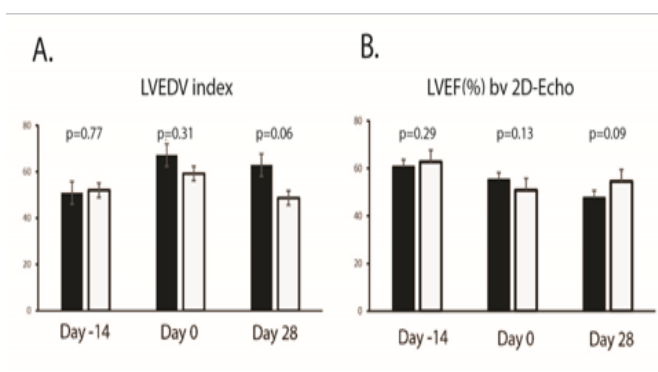 A.
LVEDV index
80
60
40
20
0
p=0.77 p=0.31 p=0.06
Day -14 Day 0 Day 28
B.
LVEF(%) bv 2D-Echo
80
60
40
20
0
p=0.29 p=0.13 p=0.09
Day -14 Day 0 Day 28